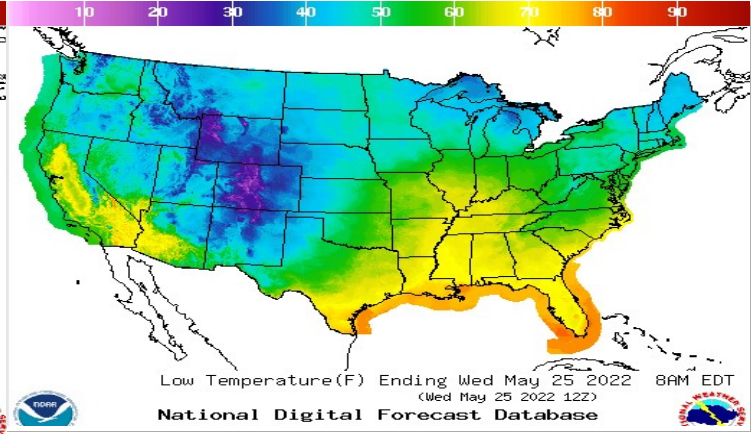 10 20 30 40 50 60 70 80 90
Low Temperature(F) Ending Wed May 25 2022 8AM EDT
(Wed May 25 2022 12Z)
National Digital Forecast Database
NOAA